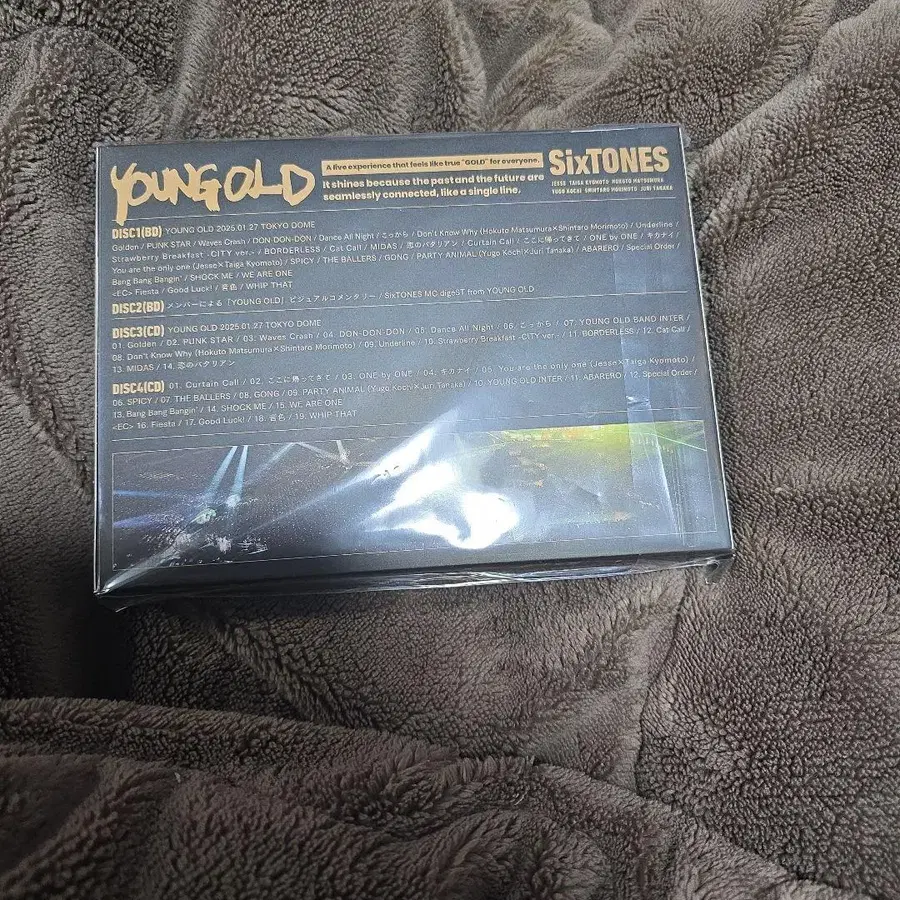 YOUNG OLD
A five experience that feels like true "GOLD" for everyone.
It shines because the past and the future are
seamlessly connected, like a single line.
SixTONES
JESSE TAIGA KYOMOTO HOKUTO MATSUMURA
YUGO KOCHI SHINTARO MORIMOTO JURI TANAKA
DISC1(BD) YOUNG OLD 2025.01.27 TOKYO DOME
Golden / PUNK STAR / Waves Crash / DON-DON-DON / Dance All Night / こっから / Don't Know Why (Hokuto Matsumura×Shintaro Morimoto) / Underline /
Strawberry Breakfast -CITY ver.- / BORDERLESS / Cat Call / MIDAS / 恋のバタリアン / Curtain Call / ここに帰ってきて / ONE by ONE / キカナイ /
You are the only one (Jesse×Taiga Kyomoto) / SPICY / THE BALLERS / GONG / PARTY ANIMAL (Yugo Kochi×Juri Tanaka) / ABARERO / Special Order /
Bang Bang Bangin' / SHOCK ME / WE ARE ONE
<EC> Fiesta / Good Luck! / 音色 / WHIP THAT
DISC2(BD) メンバーによる「YOUNG OLD」ビジュアルコメンタリー / SixTONES MC digeST from YOUNG OLD
DISC3(CD) YOUNG OLD 2025.01.27 TOKYO DOME
01. Golden / 02. PUNK STAR / 03. Waves Crash / 04. DON-DON-DON / 05. Dance All Night / 06. こっから / 07. YOUNG OLD BAND INTER /
08. Don't Know Why (Hokuto Matsumura×Shintaro Morimoto) / 09. Underline / 10. Strawberry Breakfast -CITY ver.- / 11. BORDERLESS / 12. Cat Call /
13. MIDAS / 14. 恋のバタリアン
DISC4(CD) 01. Curtain Call / 02. ここに帰ってきて / 03. ONE by ONE / 04. キカナイ / 05. You are the only one (Jesse×Taiga Kyomoto) /
06. SPICY / 07. THE BALLERS / 08. GONG / 09. PARTY ANIMAL (Yugo Kochi×Juri Tanaka) / 10. YOUNG OLD INTER / 11. ABARERO / 12. Special Order /
13. Bang Bang Bangin' / 14. SHOCK ME / 15. WE ARE ONE
<EC> 16. Fiesta / 17. Good Luck! / 18. 音色 / 19. WHIP THAT